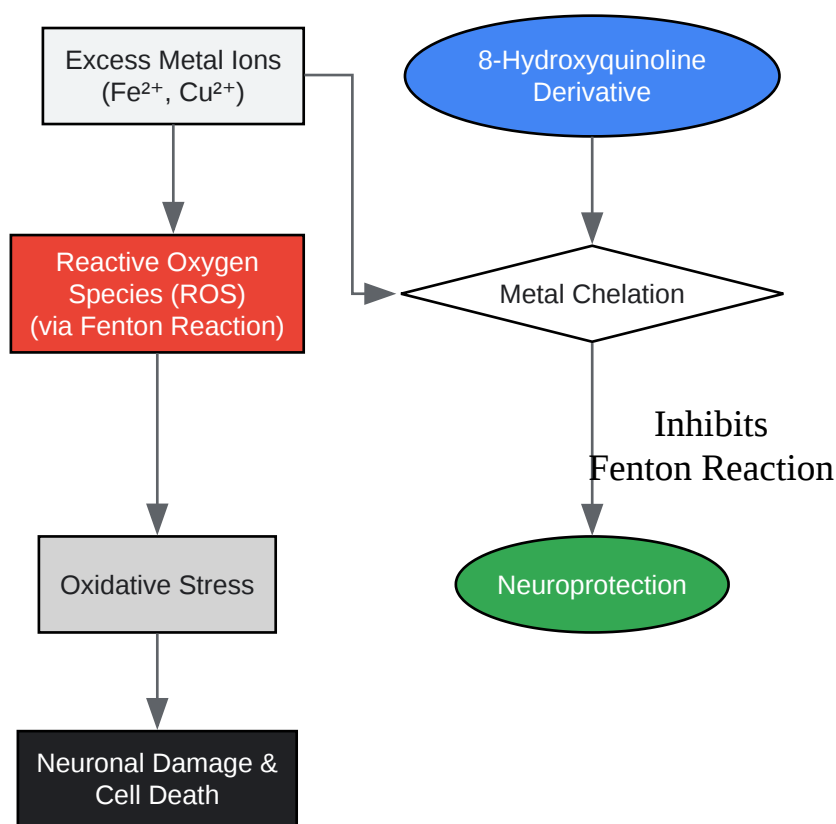 Excess Metal Ions
(Fe²⁺, Cu²⁺)
8-Hydroxyquinoline
Derivative
Reactive Oxygen
Species (ROS)
(via Fenton Reaction)
Metal Chelation
Inhibits
Fenton Reaction
Oxidative Stress
Neuroprotection
Neuronal Damage &
Cell Death